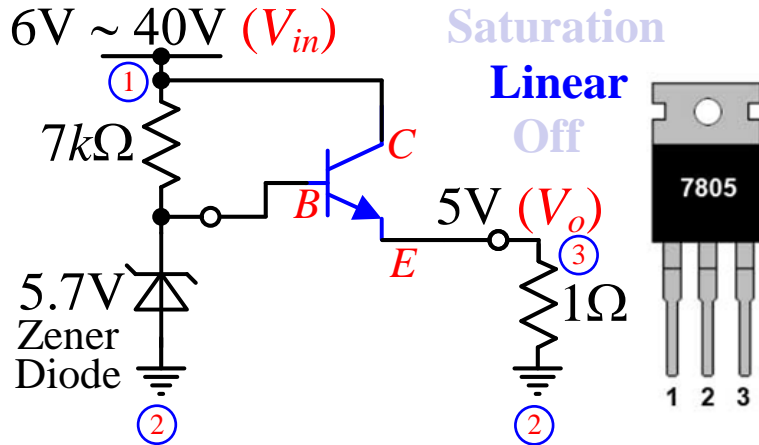 6V ~ 40V (Vin)
Saturation
Linear
Off
1
7kΩ
C
B
E
5V (Vo)
3
7805
5.7V
Zener
Diode
1Ω
2
2
1 2 3